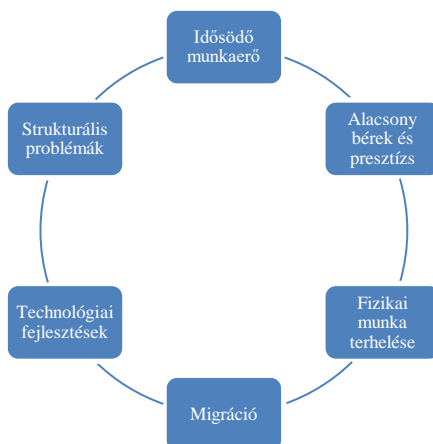 Idősödő
munkaerő
Alacsony
bérek és
presztízs
Fizikai
munka
terhelése
Migráció
Technológiai
fejlesztések
Strukturális
problémák